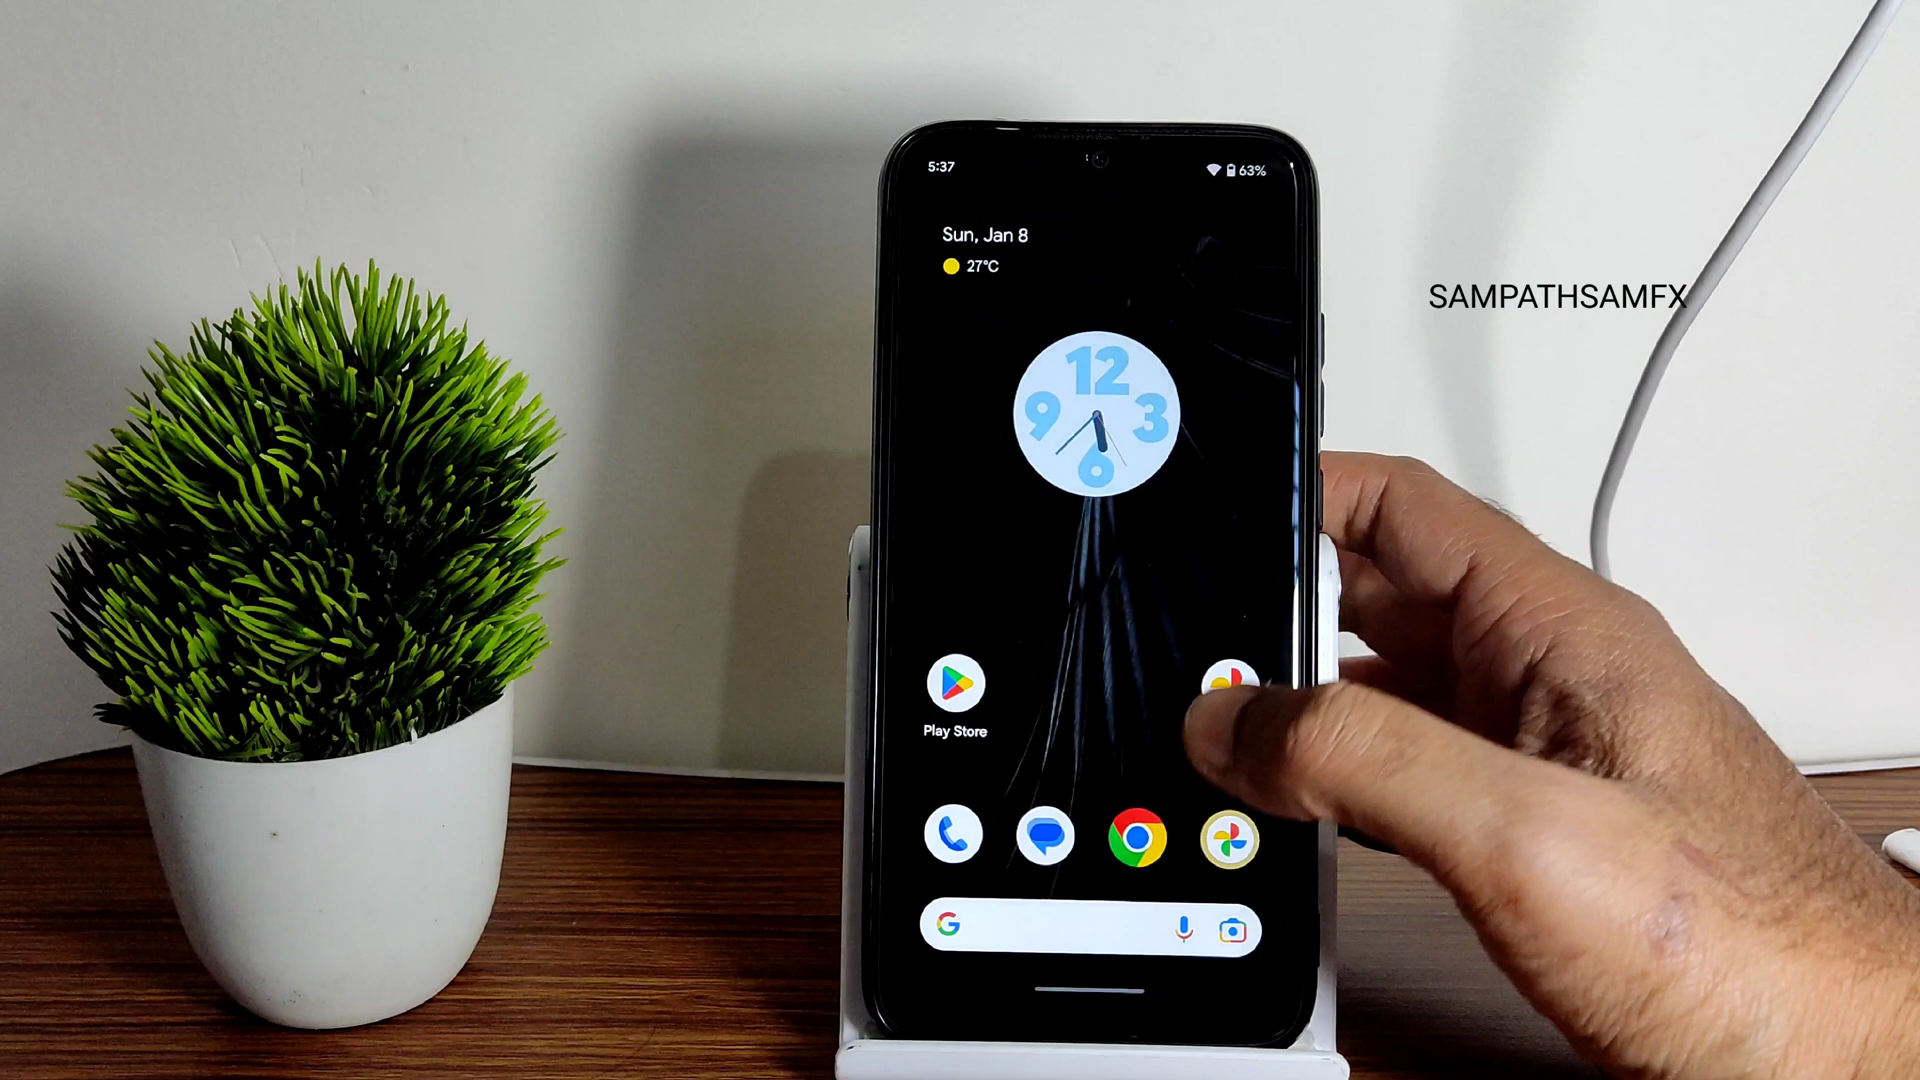 5:37
63%
Sun, Jan 8
27°C
SAMPATHSAMFX
12
9
3
6
Play Store
G